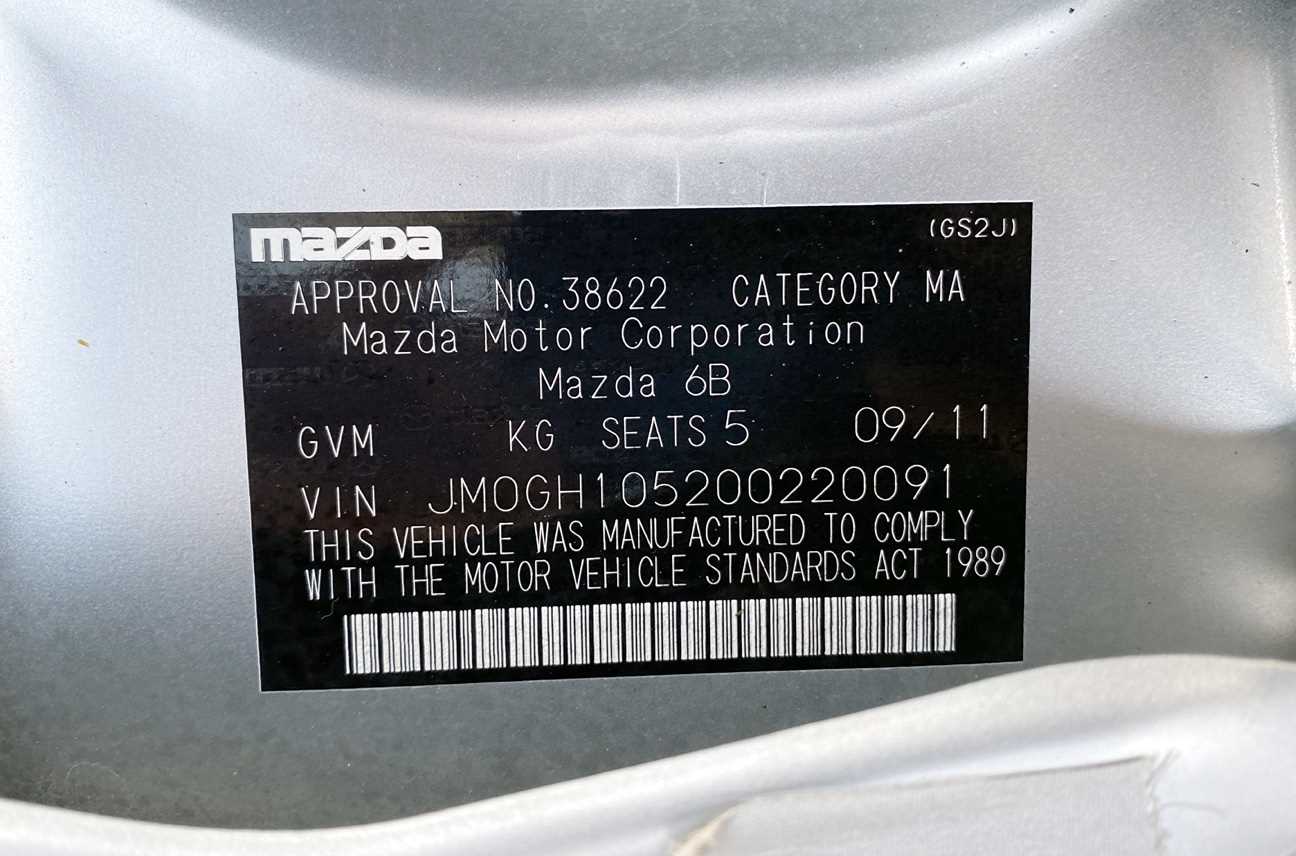 mazda (GS2J)
APPROVAL NO. 38622 CATEGORY MA
Mazda Motor Corporation
Mazda 6B
GVM KG SEATS 5 09/11
VIN JM0GH105200220091
THIS VEHICLE WAS MANUFACTURED TO COMPLY
WITH THE MOTOR VEHICLE STANDARDS ACT 1989